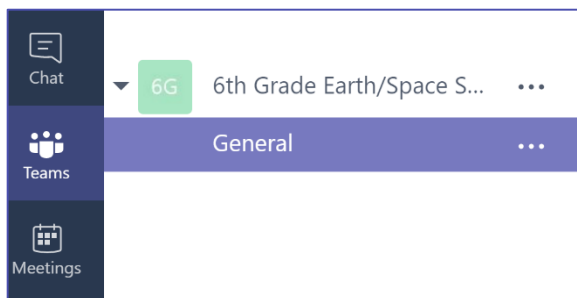 Chat
6G 6th Grade Earth/Space S... ...
General ...
Teams
Meetings